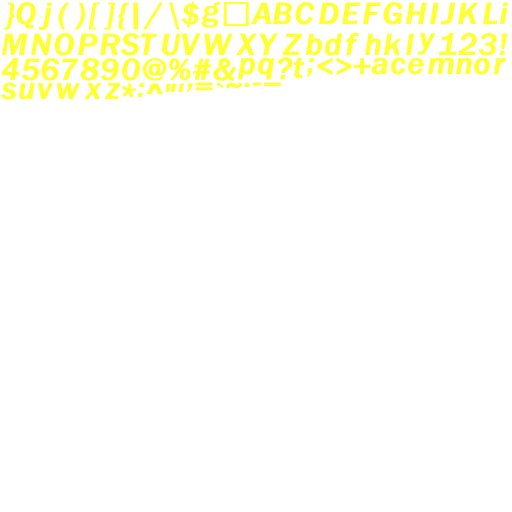 }Qj()[]{|/\$g□ABCDEFGHIJKLi
MNOPRSTUVWXYZbdfhkly123!
4567890@%#&pq?t;<>+acemnor
suvwxz*:^"'=`~-_